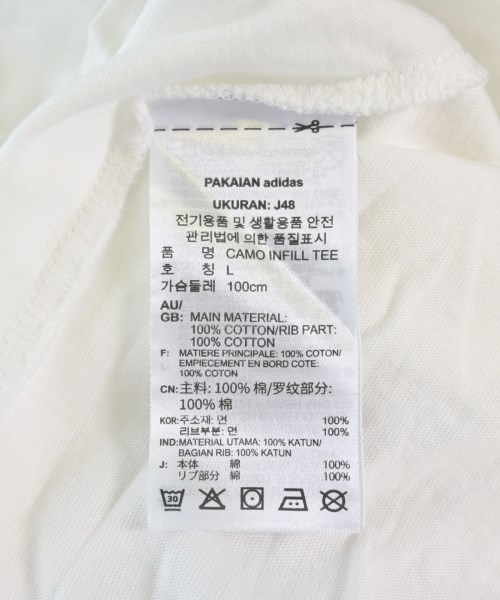 PAKAIAN adidas
UKURAN: J48
전기용품 및 생활용품 안전
관리법에 의한 품질표시
품 명 CAMO INFILL TEE
호 칭 L
가슴둘레 100cm
AU/
GB: MAIN MATERIAL:
100% COTTON/RIB PART:
100% COTTON
F: MATIERE PRINCIPALE: 100% COTON/
EMPIECEMENT EN BORD COTE:
100% COTON
CN: 主料: 100% 棉/罗纹部分:
100% 棉
KOR: 주소재: 면 100%
리브부분: 면 100%
IND: MATERIAL UTAMA: 100% KATUN/
BAGIAN RIB: 100% KATUN
J: 本体 綿 100%
リブ部分 綿 100%
30